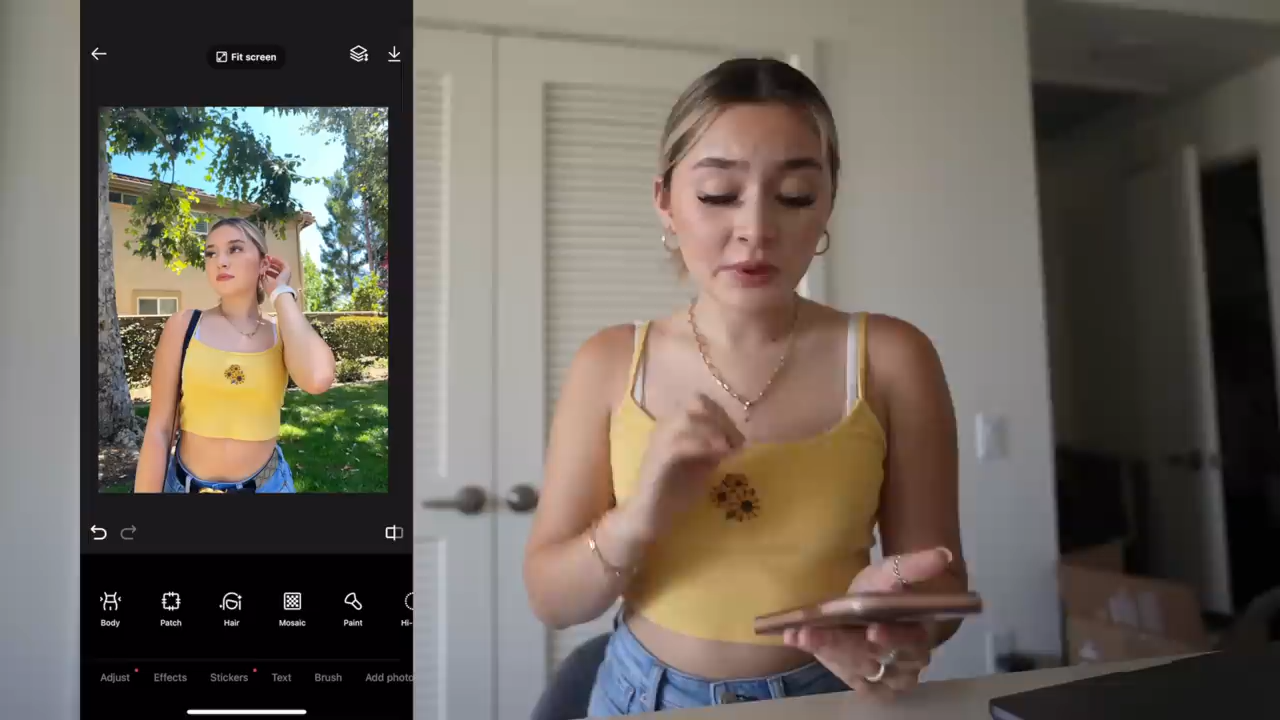 Fit screen
Body Patch Hair Mosaic Paint Hi-
Adjust Effects Stickers Text Brush Add photo